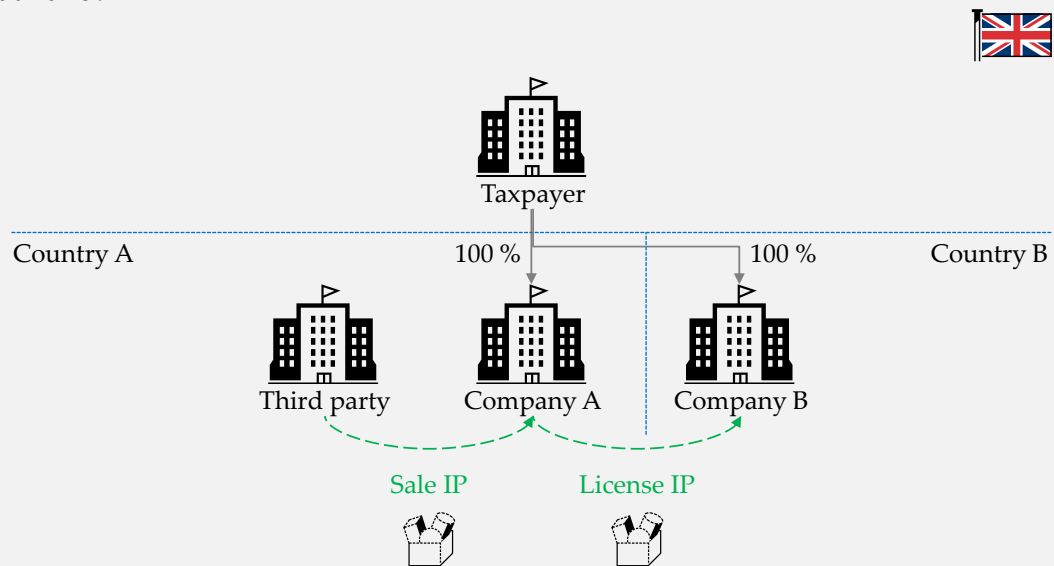 Taxpayer
Country A
100 %
100 %
Country B
Third party
Company A
Company B
Sale IP
License IP